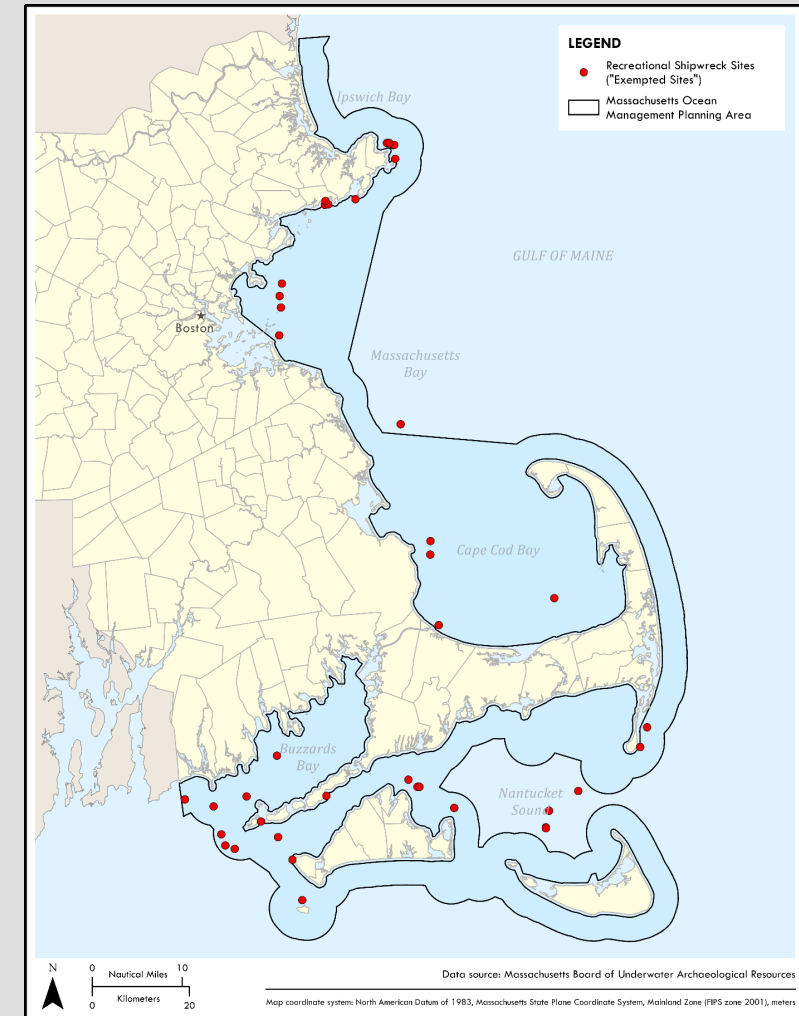 LEGEND
Recreational Shipwreck Sites
("Exempted Sites")
Massachusetts Ocean
Management Planning Area
Ipswich Bay
GULF OF MAINE
Boston
Massachusetts
Bay
Cape Cod Bay
Buzzards
Bay
Nantucket
Sound
N
0 10
Nautical Miles
Kilometers
0 20
Data source: Massachusetts Board of Underwater Archaeological Resources
Map coordinate system: North American Datum of 1983, Massachusetts State Plane Coordinate System, Mainland Zone (FIPS zone 2001), meters